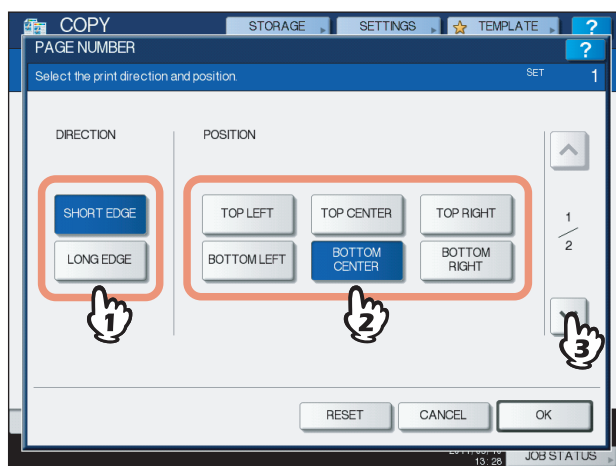 COPY
STORAGE
SETTINGS
TEMPLATE
?
PAGE NUMBER
?
Select the print direction and position.
SET 1
DIRECTION
POSITION
SHORT EDGE
LONG EDGE
TOP LEFT
TOP CENTER
TOP RIGHT
BOTTOM LEFT
BOTTOM
CENTER
BOTTOM
RIGHT
1
2
1
2
3
RESET
CANCEL
OK
13:28
JOB STATUS